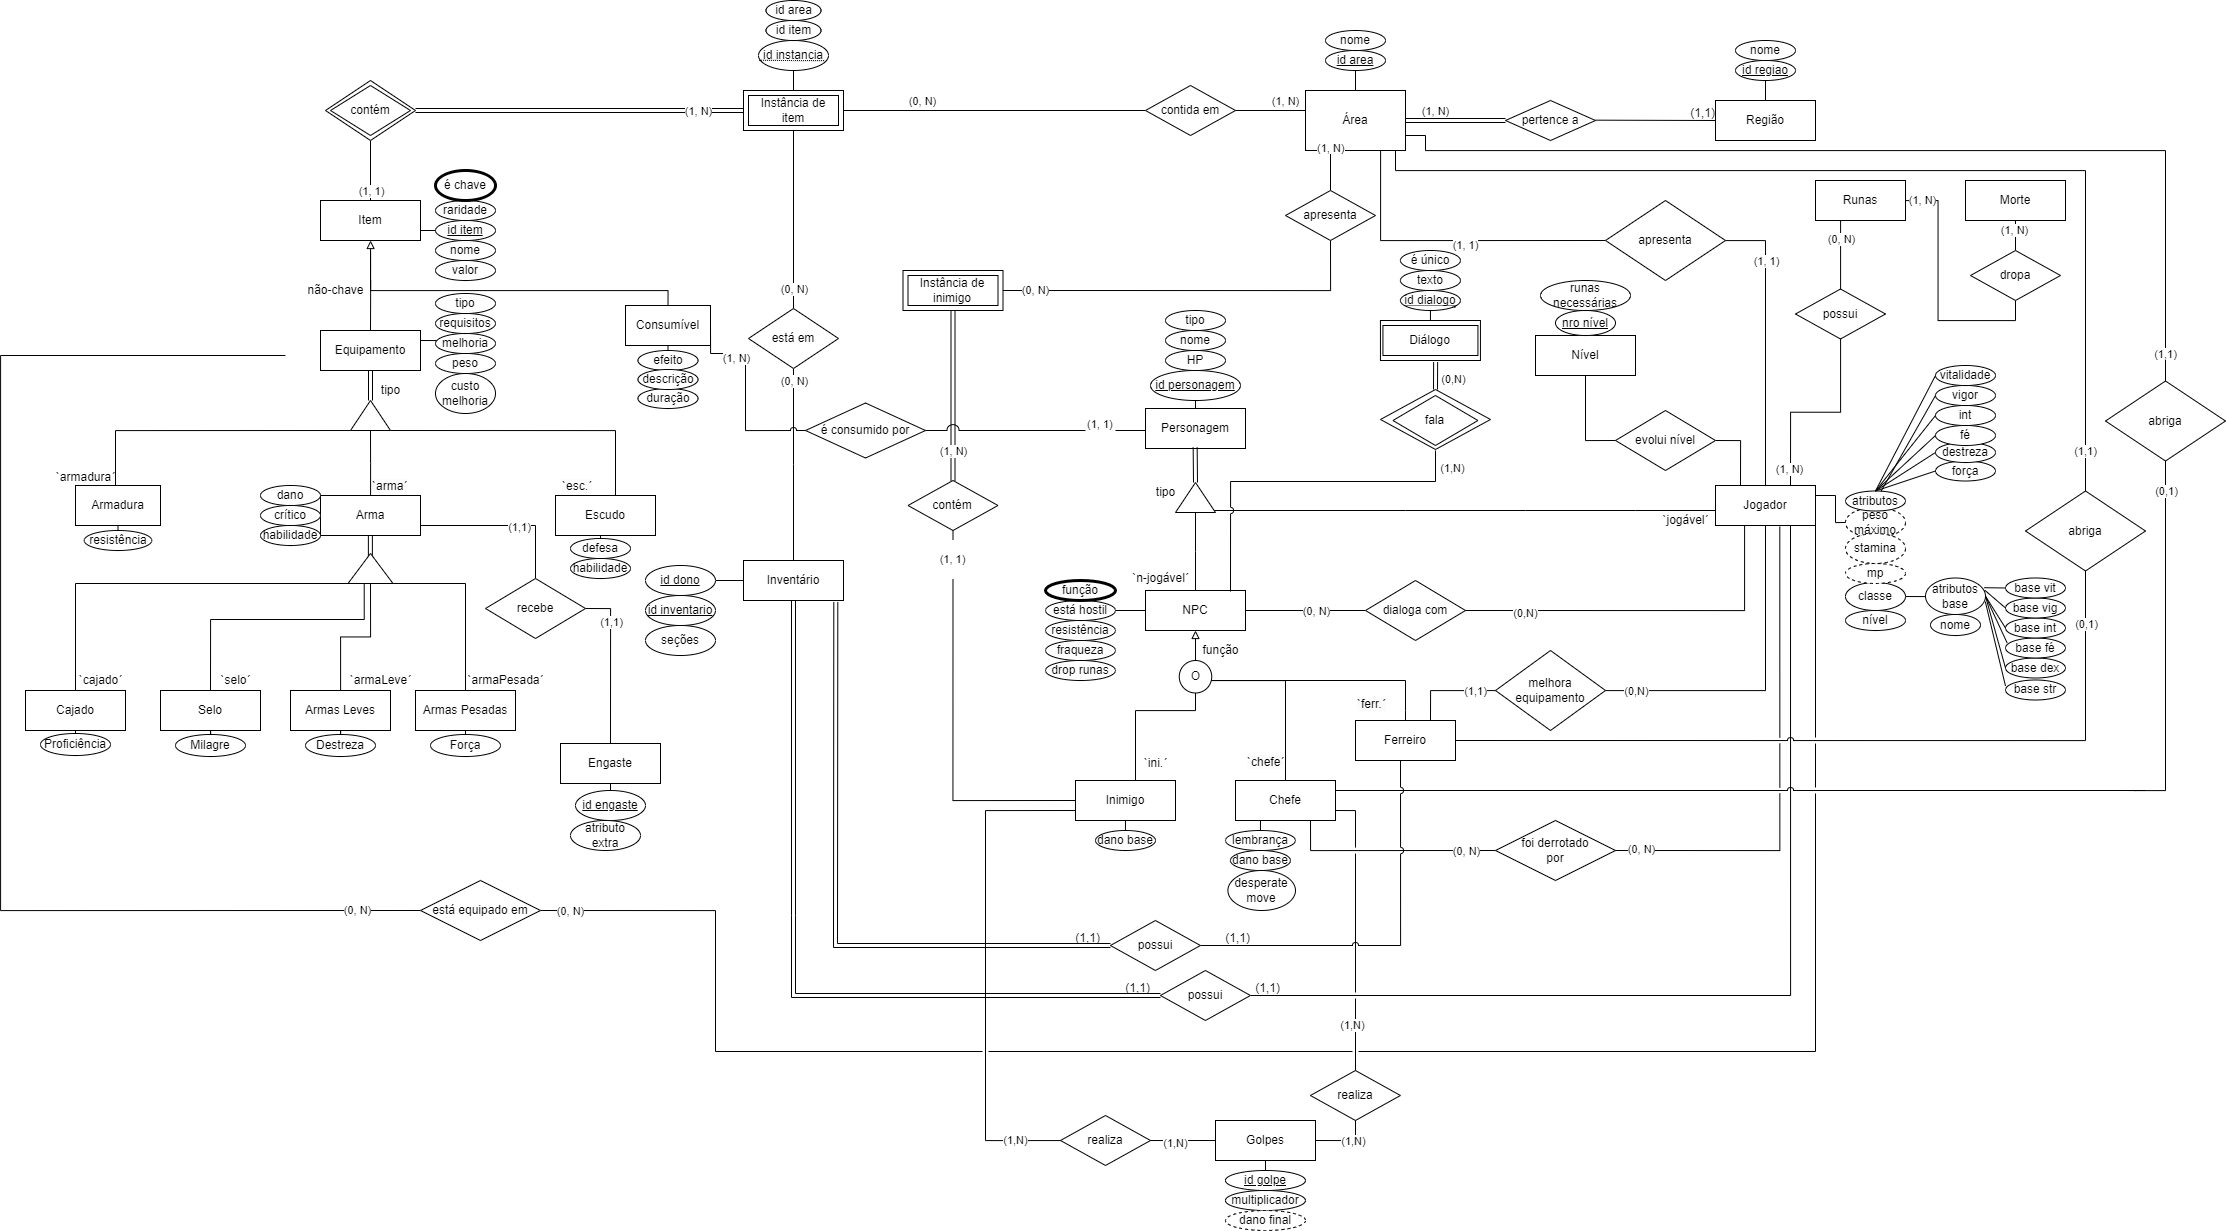 id area
id item
id instancia
Instância de
item
contém
(1, N)
(0, N)
contida em
(1, N)
nome
id area
Área
(1, N)
pertence a
(1,1)
nome
id regiao
Região
(1, 1)
Item
é chave
raridade
id item
nome
valor
não-chave
Equipamento
tipo
requisitos
melhoria
peso
custo
melhoria
tipo
Consumível
efeito
descrição
duração
(1, N)
(0, N)
está em
(0, N)
Instância de
inimigo
(0, N)
(1, N)
apresenta
(1, 1)
apresenta
(1, 1)
é único
texto
id dialogo
Diálogo
(0,N)
fala
(1,N)
runas
necessárias
nro nível
Nível
evolui nível
Runas
(1, N)
Morte
(1, N)
dropa
(0, N)
possui
(1, N)
tipo
nome
HP
id personagem
Personagem
é consumido por
(1, 1)
(1, N)
contém
(1, 1)
tipo
`jogável´
Jogador
vitalidade
vigor
int
fé
destreza
força
atributos
peso
máximo
stamina
mp
classe
nível
atributos
base
nome
base vit
base vig
base int
base fé
base dex
base str
(1,1)
abriga
(0,1)
(1,1)
abriga
(0,1)
`armadura´
Armadura
resistência
`arma´
dano
crítico
habilidade
Arma
(1,1)
`esc.´
Escudo
defesa
habilidade
recebe
(1,1)
`cajado´
Cajado
Proficiência
`selo´
Selo
Milagre
`armaLeve´
Armas Leves
Destreza
`armaPesada´
Armas Pesadas
Força
Engaste
id engaste
atributo
extra
id dono
id inventario
seções
Inventário
`n-jogável´
função
está hostil
resistência
fraqueza
drop runas
NPC
(0, N)
dialoga com
(0,N)
função
O
(1,1)
melhora
equipamento
(0,N)
`ferr.´
Ferreiro
`ini.´
Inimigo
dano base
`chefe´
Chefe
lembrança
dano base
desperate
move
(0, N)
foi derrotado
por
(0, N)
(0, N)
está equipado em
(0, N)
(1,1)
possui
(1,1)
(1,1)
possui
(1,1)
(1,N)
realiza
(1,N)
realiza
(1,N)
Golpes
(1,N)
id golpe
multiplicador
dano final